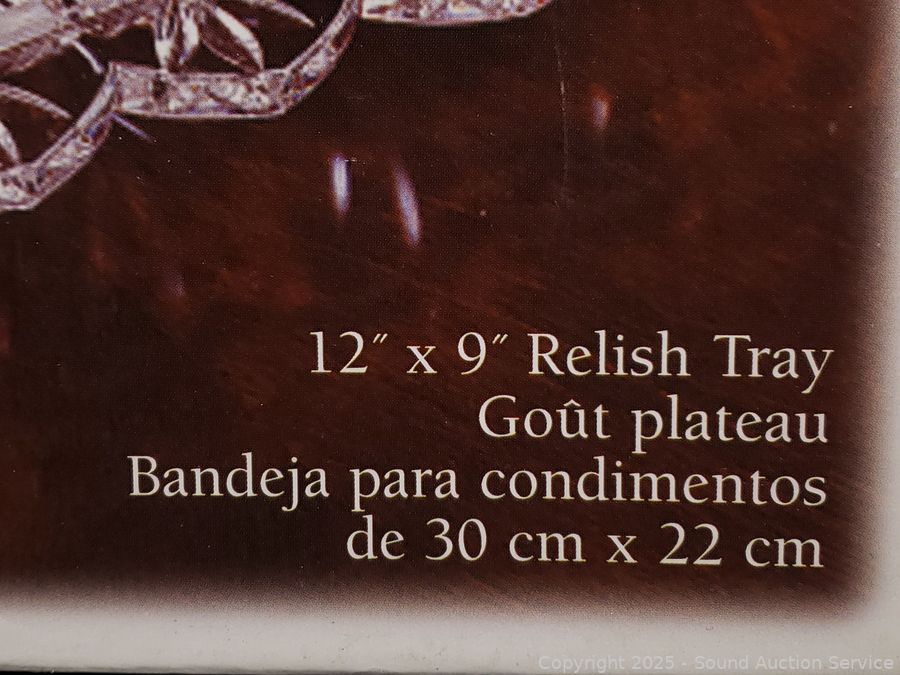 12″ x 9″ Relish Tray
Goût plateau
Bandeja para condimentos
de 30 cm x 22 cm
Copyright 2025 - Sound Auction Service